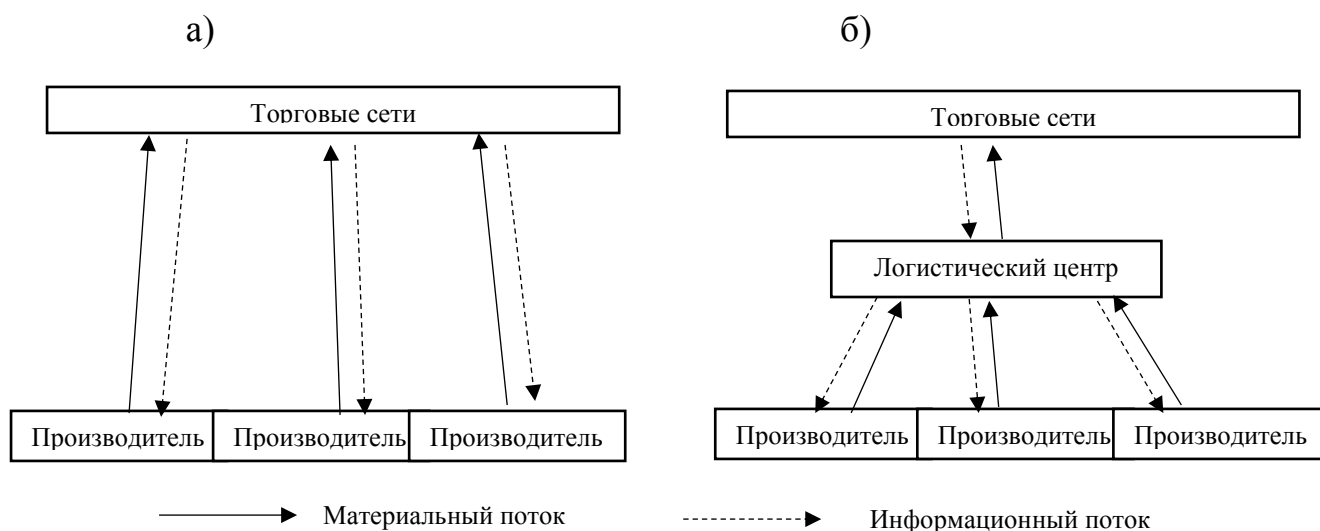 а)
б)
Торговые сети
Торговые сети
Логистический центр
Производитель
Производитель
Производитель
Производитель
Производитель
Производитель
Материальный поток
Информационный поток